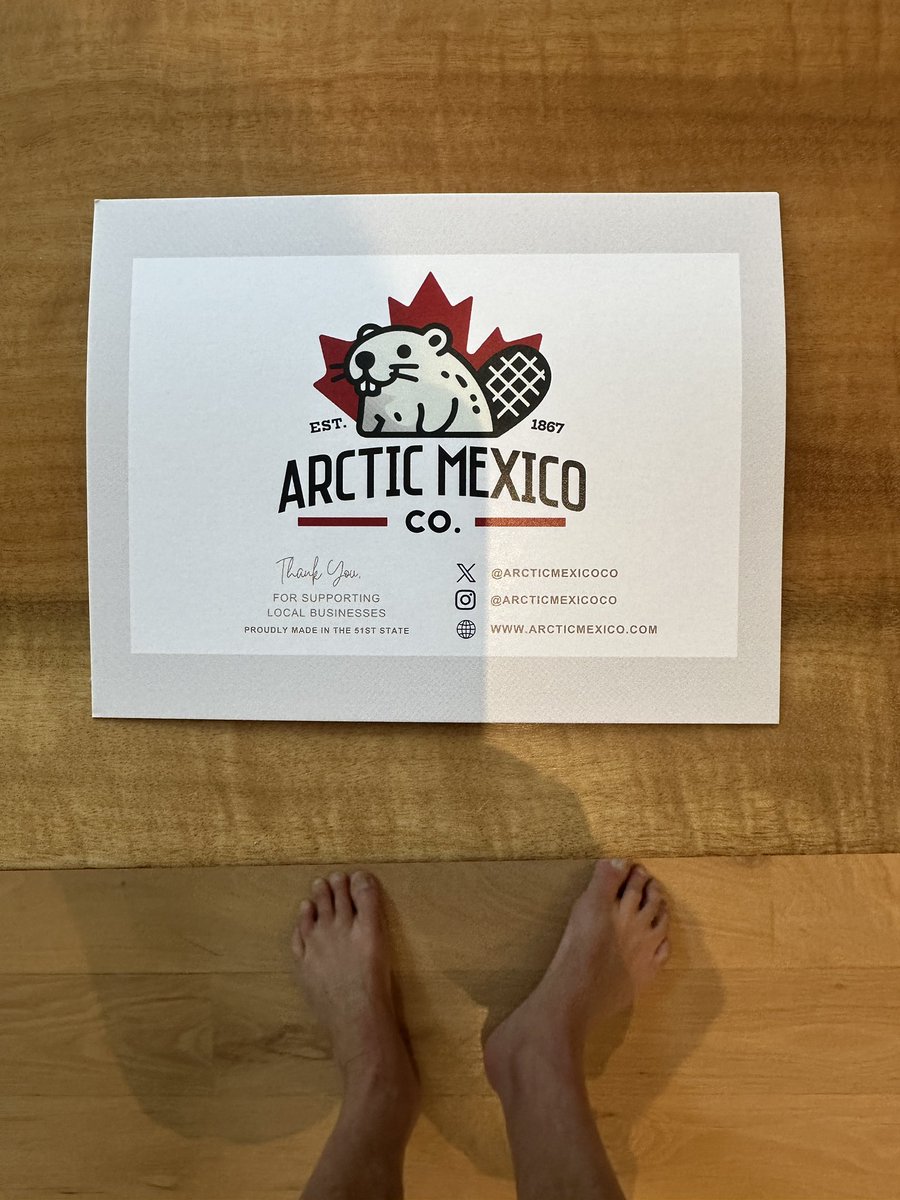 EST. 1867
ARCTIC MEXICO
CO.
Thank You,
FOR SUPPORTING
LOCAL BUSINESSES
PROUDLY MADE IN THE 51ST STATE
@ARCTICMEXICOCO
@ARCTICMEXICOCO
WWW.ARCTICMEXICO.COM